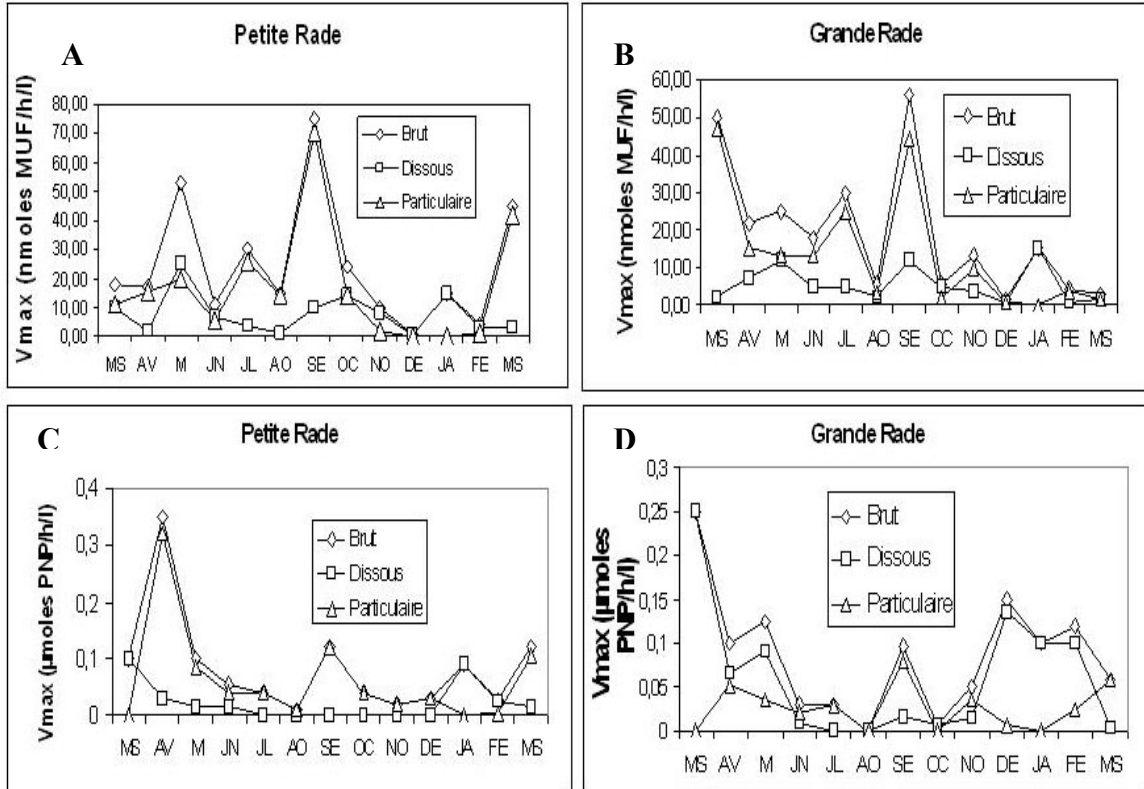 A
Petite Rade
Vmax (nmoles MUF/h/l)
80,00
70,00
60,00
50,00
40,00
30,00
20,00
10,00
0,00
Brut
Dissous
Particulaire
MS AV M JN JL AO SE OC NO DE JA FE MS
B
Grande Rade
Vmax (nmoles MUF/h/l)
60,00
50,00
40,00
30,00
20,00
10,00
0,00
Brut
Dissous
Particulaire
MS AV M JN JL AO SE OC NO DE JA FE MS
C
Petite Rade
Vmax (µmoles PNP/h/l)
0,4
0,3
0,2
0,1
0
Brut
Dissous
Particulaire
MS AV M JN JL AO SE OC NO DE JA FE MS
D
Grande Rade
Vmax (µmoles
PNP/h/l)
0,3
0,25
0,2
0,15
0,1
0,05
0
Brut
Dissous
Particulaire
MS AV M JN JL AO SE OC NO DE JA FE MS